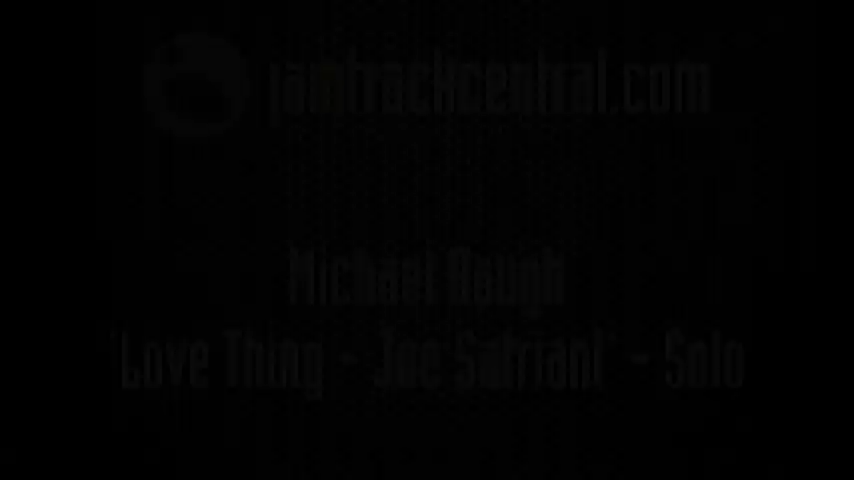 jamtrackcentral.com
Michael Hough
'Love Thing - Joe Satriani' - Solo